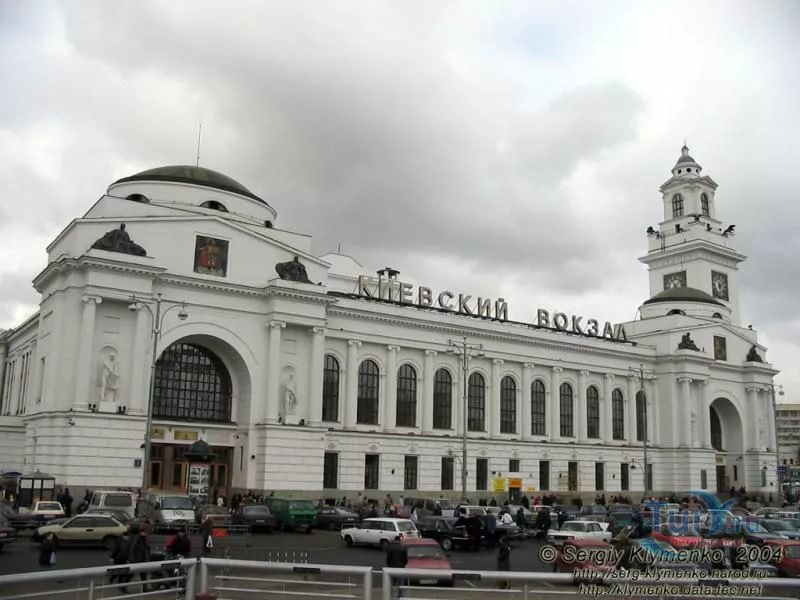 КИЕВСКИЙ ВОКЗАЛ
© Sergiy Klymenko, 2004
http://serg-klymenko.narod.ru
http://klymenko.data-tec.net